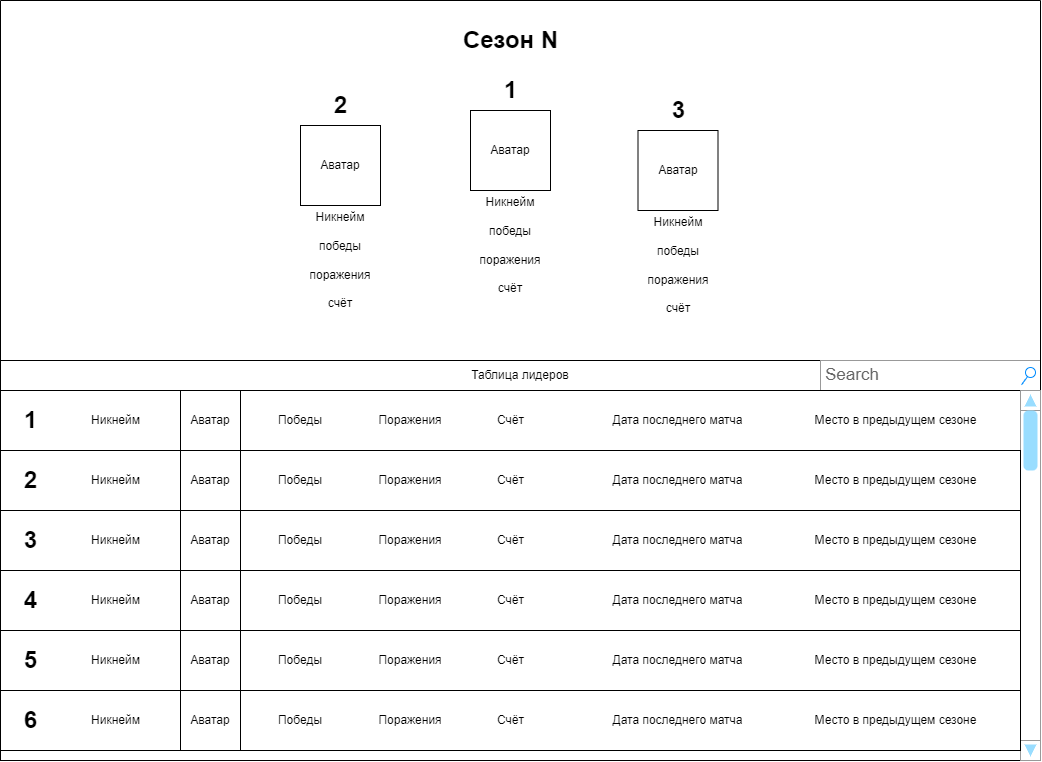 Сезон N
1
2
3
Аватар
Аватар
Аватар
Никнейм
Никнейм
Никнейм
победы
победы
победы
поражения
поражения
поражения
счёт
счёт
счёт
Таблица лидеров Search
1 Никнейм Аватар Победы Поражения Счёт Дата последнего матча Место в предыдущем сезоне
2 Никнейм Аватар Победы Поражения Счёт Дата последнего матча Место в предыдущем сезоне
3 Никнейм Аватар Победы Поражения Счёт Дата последнего матча Место в предыдущем сезоне
4 Никнейм Аватар Победы Поражения Счёт Дата последнего матча Место в предыдущем сезоне
5 Никнейм Аватар Победы Поражения Счёт Дата последнего матча Место в предыдущем сезоне
6 Никнейм Аватар Победы Поражения Счёт Дата последнего матча Место в предыдущем сезоне